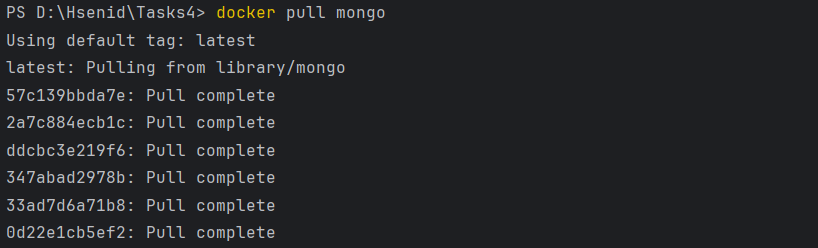 PS D:\Hsenid\Tasks4> docker pull mongo
Using default tag: latest
latest: Pulling from library/mongo
57c139bbda7e: Pull complete
2a7c884ecb1c: Pull complete
ddcbc3e219f6: Pull complete
347abad2978b: Pull complete
33ad7d6a71b8: Pull complete
0d22e1cb5ef2: Pull complete